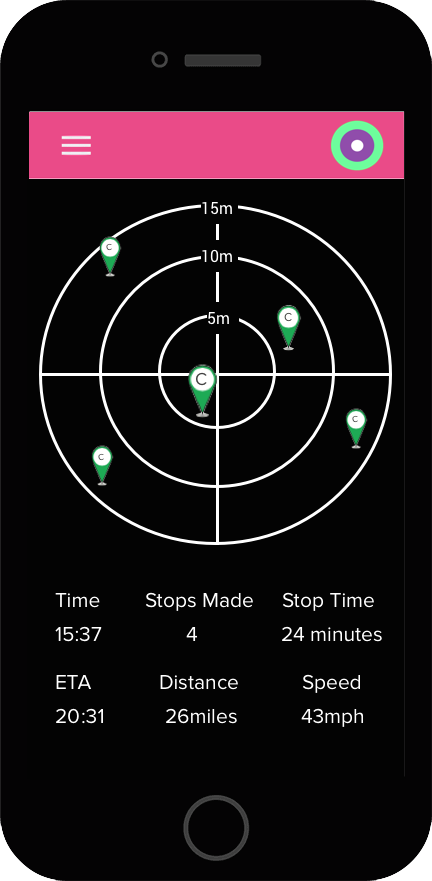 15m
10m
5m
C
C
C
C
C
Time Stops Made Stop Time
15:37 4 24 minutes
ETA Distance Speed
20:31 26miles 43mph